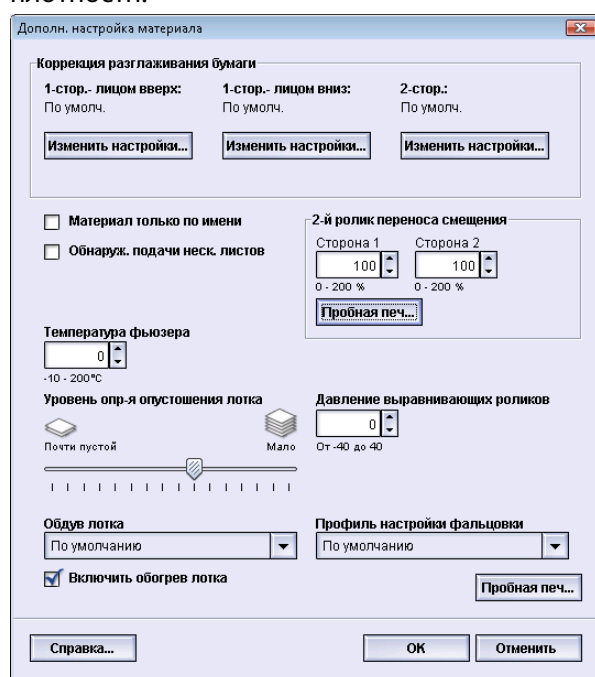 Дополн. настройка материала
Коррекция разглаживания бумаги
1-стор.- лицом вверх: 1-стор.- лицом вниз: 2-стор.:
По умолч. По умолч. По умолч.
Изменить настройки... Изменить настройки... Изменить настройки...
Материал только по имени
Обнаруж. подачи неск. листов
2-й ролик переноса смещения
Сторона 1 Сторона 2
100 100
0 - 200 % 0 - 200 %
Пробная печ...
Температура фьюзера
0
-10 - 200°C
Уровень опр-я опустошения лотка
Почти пустой Мало
Давление выравнивающих роликов
0
От -40 до 40
Обдув лотка
По умолчанию
Профиль настройки фальцовки
По умолчанию
Включить обогрев лотка
Пробная печ...
Справка... OK Отменить